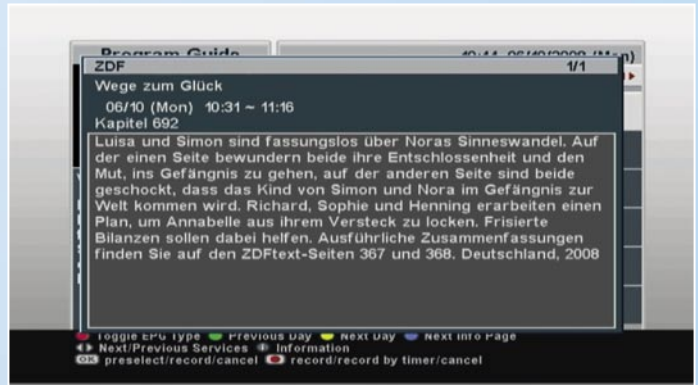 Program Guide
ZDF 1/1
Wege zum Glück
06/10 (Mon) 10:31 ~ 11:16
Kapitel 692
Luisa und Simon sind fassungslos über Noras Sinneswandel. Auf
der einen Seite bewundern beide ihre Entschlossenheit und den
Mut, ins Gefängnis zu gehen, auf der anderen Seite sind beide
geschockt, dass das Kind von Simon und Nora im Gefängnis zur
Welt kommen wird. Richard, Sophie und Henning erarbeiten einen
Plan, um Annabelle aus ihrem Versteck zu locken. Frisierte
Bilanzen sollen dabei helfen. Ausführliche Zusammenfassungen
finden Sie auf den ZDFtext-Seiten 367 und 368. Deutschland, 2008
Toggle EPG Type Previous Day Next Day Next Info Page
Next/Previous Services Information
OK preselect/record/cancel record/record by timer/cancel